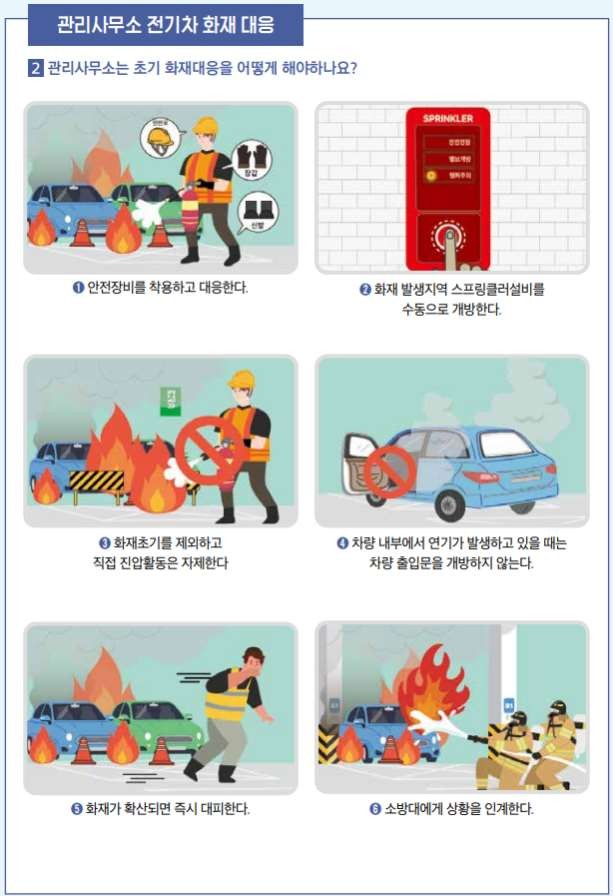 관리사무소 전기차 화재 대응
2 관리사무소는 초기 화재대응을 어떻게 해야하나요?
안전모
장갑
신발
SPRINKLER
❶ 안전장비를 착용하고 대응한다.
❷ 화재 발생지역 스프링클러설비를
수동으로 개방한다.
❸ 화재초기를 제외하고
직접 진압활동은 자제한다
❹ 차량 내부에서 연기가 발생하고 있을 때는
차량 출입문을 개방하지 않는다.
❺ 화재가 확산되면 즉시 대피한다.
B1
❻ 소방대에게 상황을 인계한다.